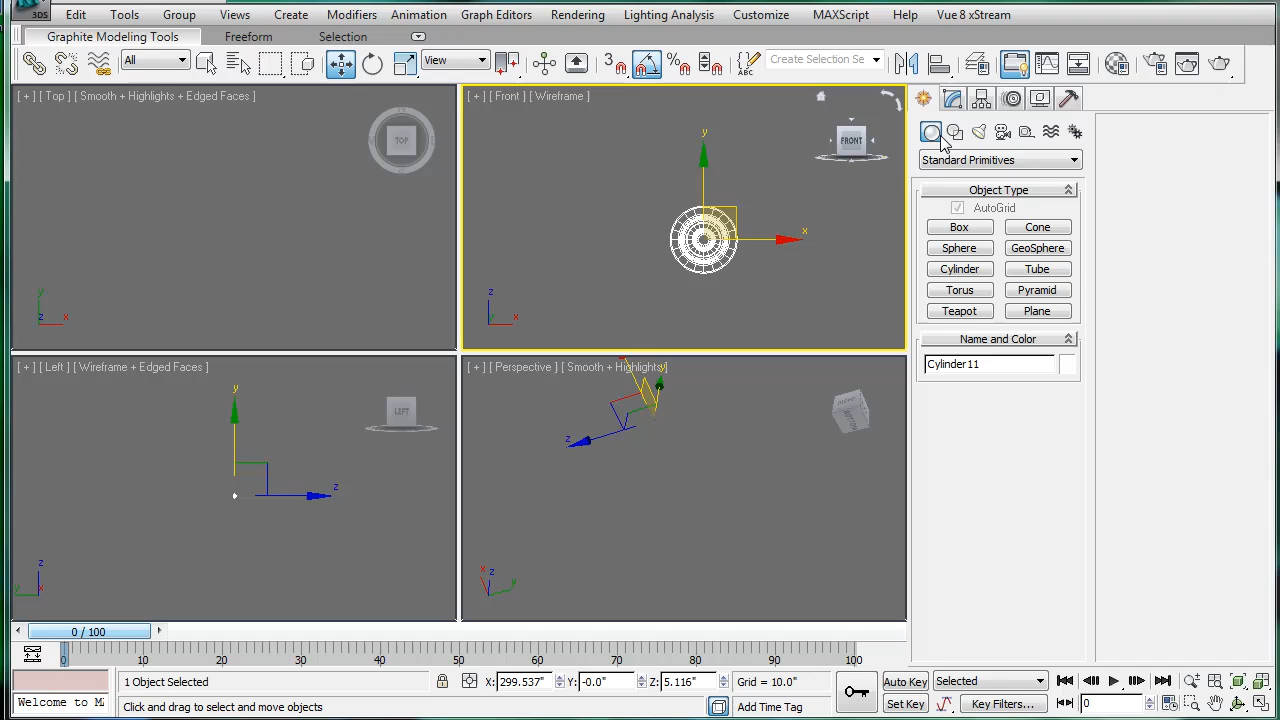 Edit Tools Group Views Create Modifiers Animation Graph Editors Rendering Lighting Analysis Customize MAXScript Help Vue 8 xStream
3DS
Graphite Modeling Tools Freeform Selection
All View 3 % ABC Create Selection Se
[ + ] [ Top ] [ Smooth + Highlights + Edged Faces ]
TOP
y
z x
[ + ] [ Front ] [ Wireframe ]
FRONT
y
x
z
y x
[ + ] [ Left ] [ Wireframe + Edged Faces ]
LEFT
y
z
z
y x
[ + ] [ Perspective ] [ Smooth + Highlights ]
y
z
x z y
Standard Primitives
Object Type
AutoGrid
Box Cone
Sphere GeoSphere
Cylinder Tube
Torus Pyramid
Teapot Plane
Name and Color
Cylinder11
0 / 100
0 10 20 30 40 50 60 70 80 90 100
1 Object Selected X: 299.537" Y: -0.0" Z: 5.116" Grid = 10.0" Auto Key Selected
Welcome to M Click and drag to select and move objects Add Time Tag Set Key Key Filters... 0